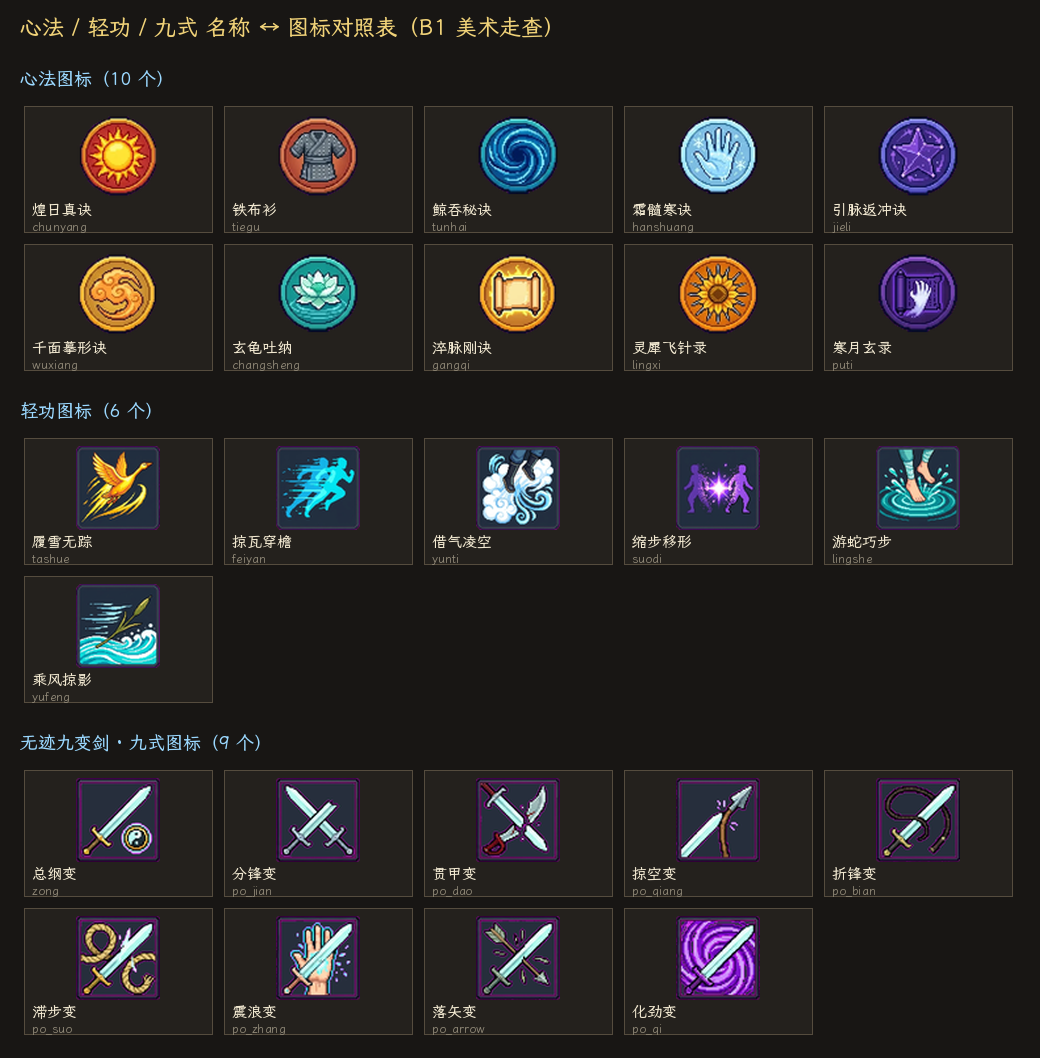 心法 / 轻功 / 九式 名称 ↔ 图标对照表（B1 美术走查）
心法图标（10 个）
煌日真诀
chunyang
铁布衫
tiegu
鲸吞秘诀
tunhai
霜髓寒诀
hanshuang
引脉返冲诀
jieli
千面摹形诀
wuxiang
玄龟吐纳
changsheng
淬脉刚诀
gangqi
灵犀飞针录
lingxi
寒月玄录
puti
轻功图标（6 个）
履雪无踪
tashue
掠瓦穿檐
feiyan
借气凌空
yunti
缩步移形
suodi
游蛇巧步
lingshe
乘风掠影
yufeng
无迹九变剑·九式图标（9 个）
总纲变
zong
分锋变
po_jian
贯甲变
po_dao
掠空变
po_qiang
折锋变
po_bian
滞步变
po_suo
震浪变
po_zhang
落矢变
po_arrow
化劲变
po_qi